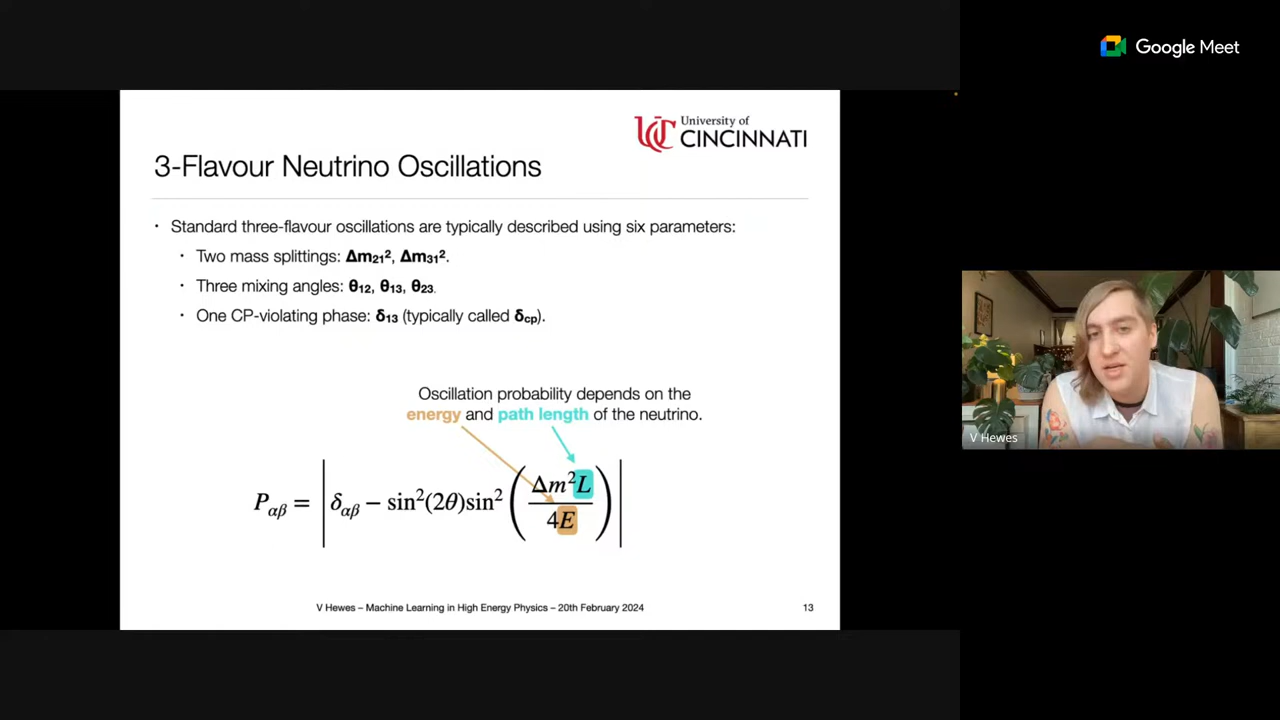 Google Meet
University of
CINCINNATI
3-Flavour Neutrino Oscillations
• Standard three-flavour oscillations are typically described using six parameters:
• Two mass splittings: Δm₂₁², Δm₃₁².
• Three mixing angles: θ₁₂, θ₁₃, θ₂₃.
• One CP-violating phase: δ₁₃ (typically called δcp).
Oscillation probability depends on the
energy and path length of the neutrino.
Pαβ = | δαβ − sin²(2θ)sin² ( Δm²L / 4E ) |
V Hewes – Machine Learning in High Energy Physics – 20th February 2024
13
V Hewes